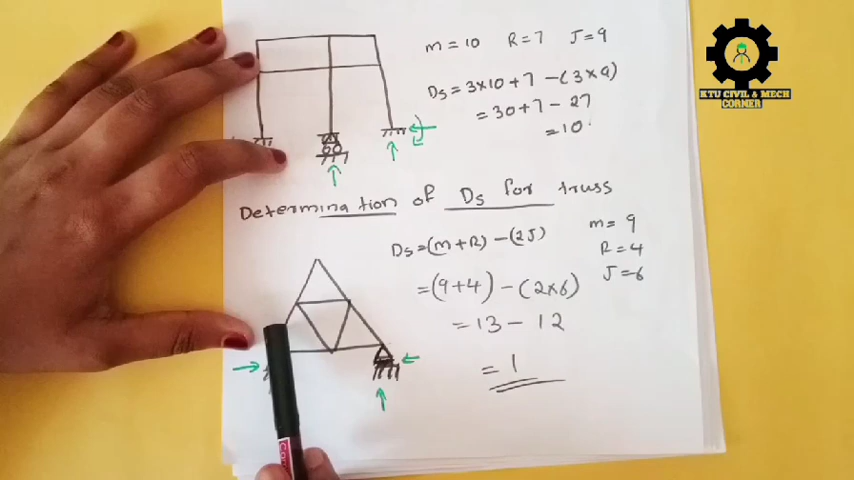 m = 10 R = 7 J = 9
Ds = 3×10 + 7 - (3×9)
= 30 + 7 - 27
= 10
Determination of Ds for truss
Ds = (m + R) - (2J)
m = 9
R = 4
J = 6
= (9+4) - (2×6)
= 13 - 12
= 1
KTU CIVIL & MECH
CORNER